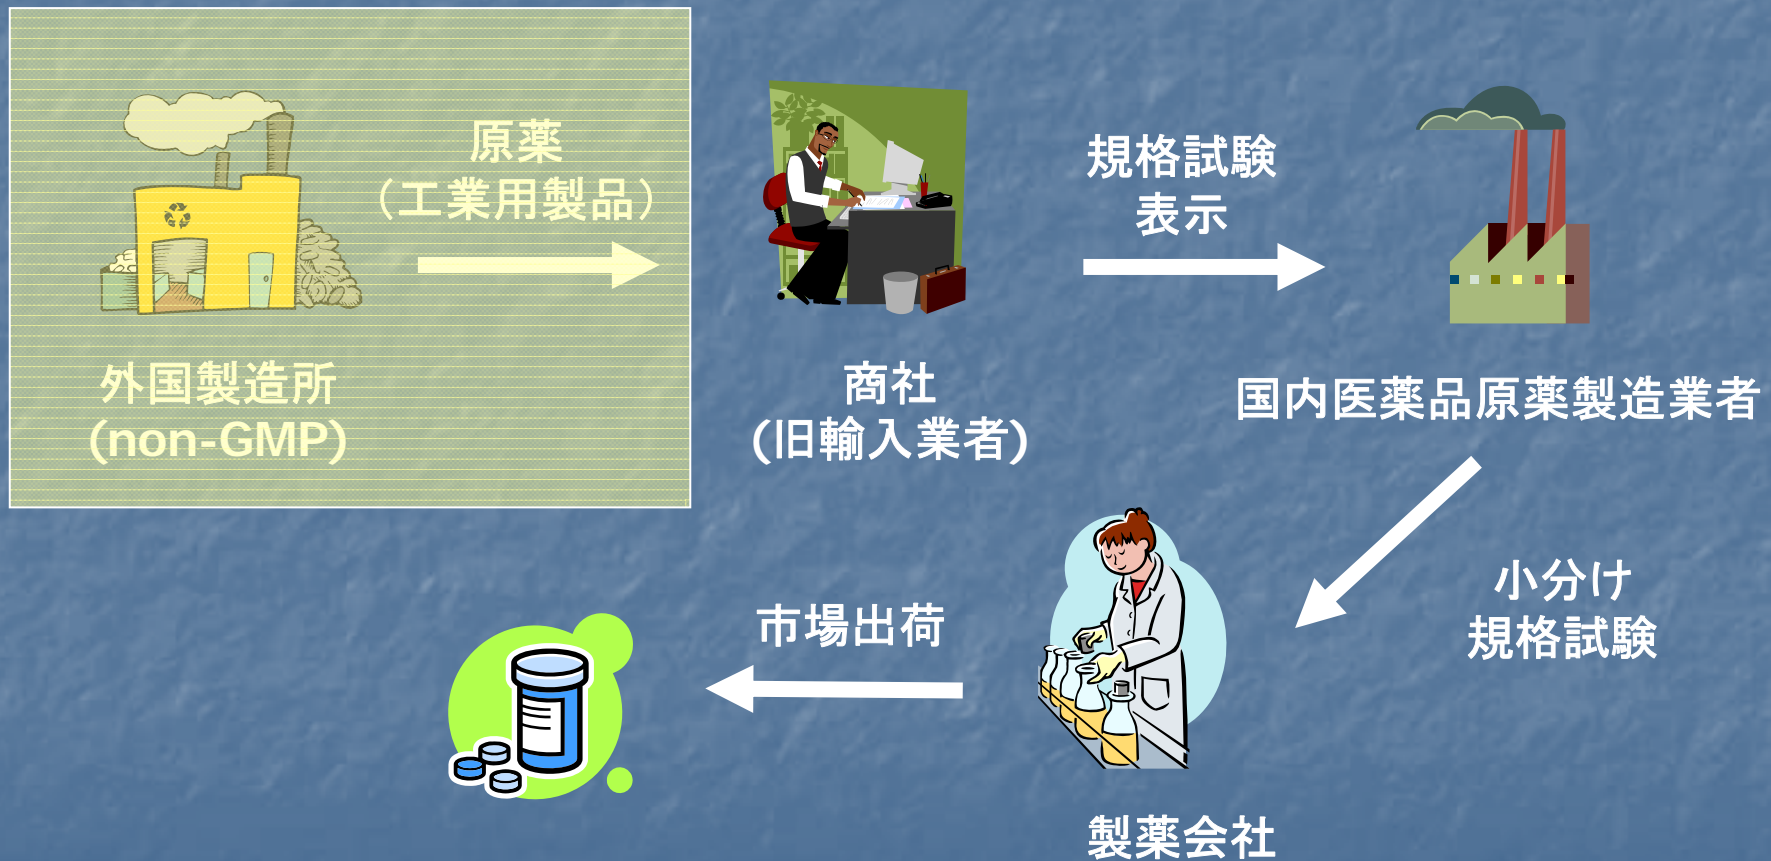 原薬
（工業用製品）
外国製造所
(non-GMP)
商社
(旧輸入業者)
規格試験
表示
国内医薬品原薬製造業者
小分け
規格試験
製薬会社
市場出荷